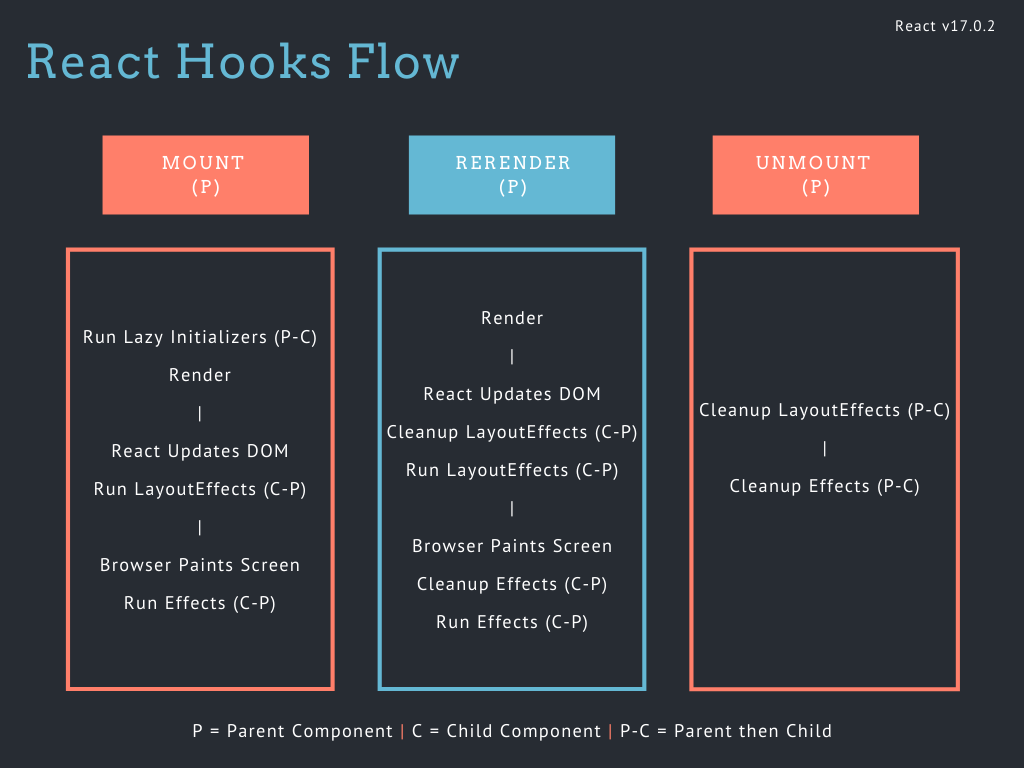 React v17.0.2
React Hooks Flow
MOUNT
(P)
RERENDER
(P)
UNMOUNT
(P)
Run Lazy Initializers (P-C)
Render
|
React Updates DOM
Run LayoutEffects (C-P)
|
Browser Paints Screen
Run Effects (C-P)
Render
|
React Updates DOM
Cleanup LayoutEffects (C-P)
Run LayoutEffects (C-P)
|
Browser Paints Screen
Cleanup Effects (C-P)
Run Effects (C-P)
Cleanup LayoutEffects (P-C)
|
Cleanup Effects (P-C)
P = Parent Component | C = Child Component | P-C = Parent then Child